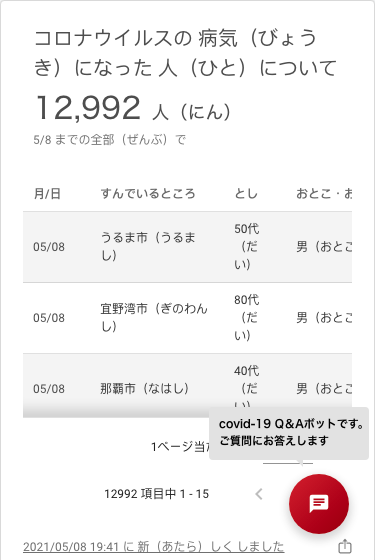 コロナウイルスの 病気（びょう
き）になった 人（ひと）について
12,992 人（にん）
5/8 までの全部（ぜんぶ）で
月/日 すんでいるところ とし おとこ・お
05/08 うるま市（うるま
し） 50代
（だ
い） 男（おとこ
05/08 宜野湾市（ぎのわん
し） 80代
（だ
い） 男（おとこ
05/08 那覇市（なはし） 40代
（だ
い） 男（おとこ
covid-19 Q&Aボットです。
ご質問にお答えします
1ページ当た
12992 項目中 1 - 15
2021/05/08 19:41 に 新（あたら）しく しました